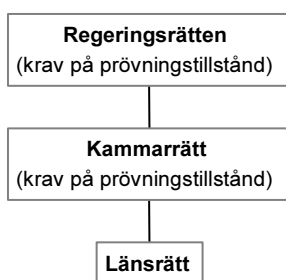 Regeringsrätten
(krav på prövningstillstånd)
Kammarrätt
(krav på prövningstillstånd)
Länsrätt